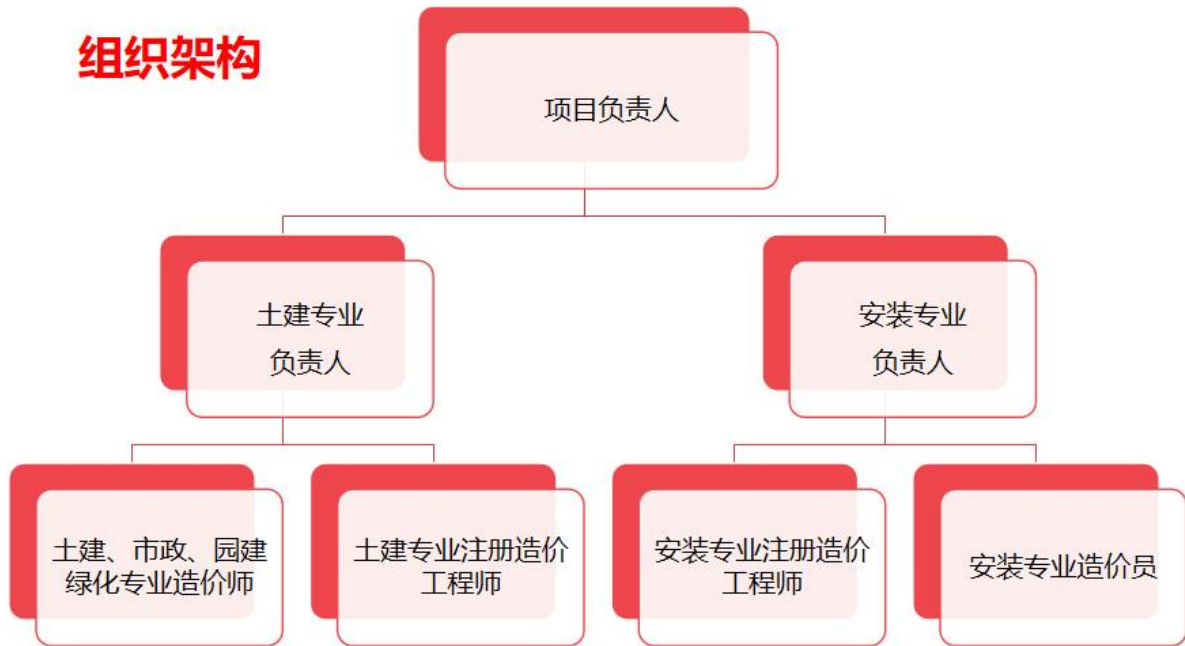 组织架构
项目负责人
土建专业
负责人
安装专业
负责人
土建、市政、园建
绿化专业造价师
土建专业注册造价
工程师
安装专业注册造价
工程师
安装专业造价员